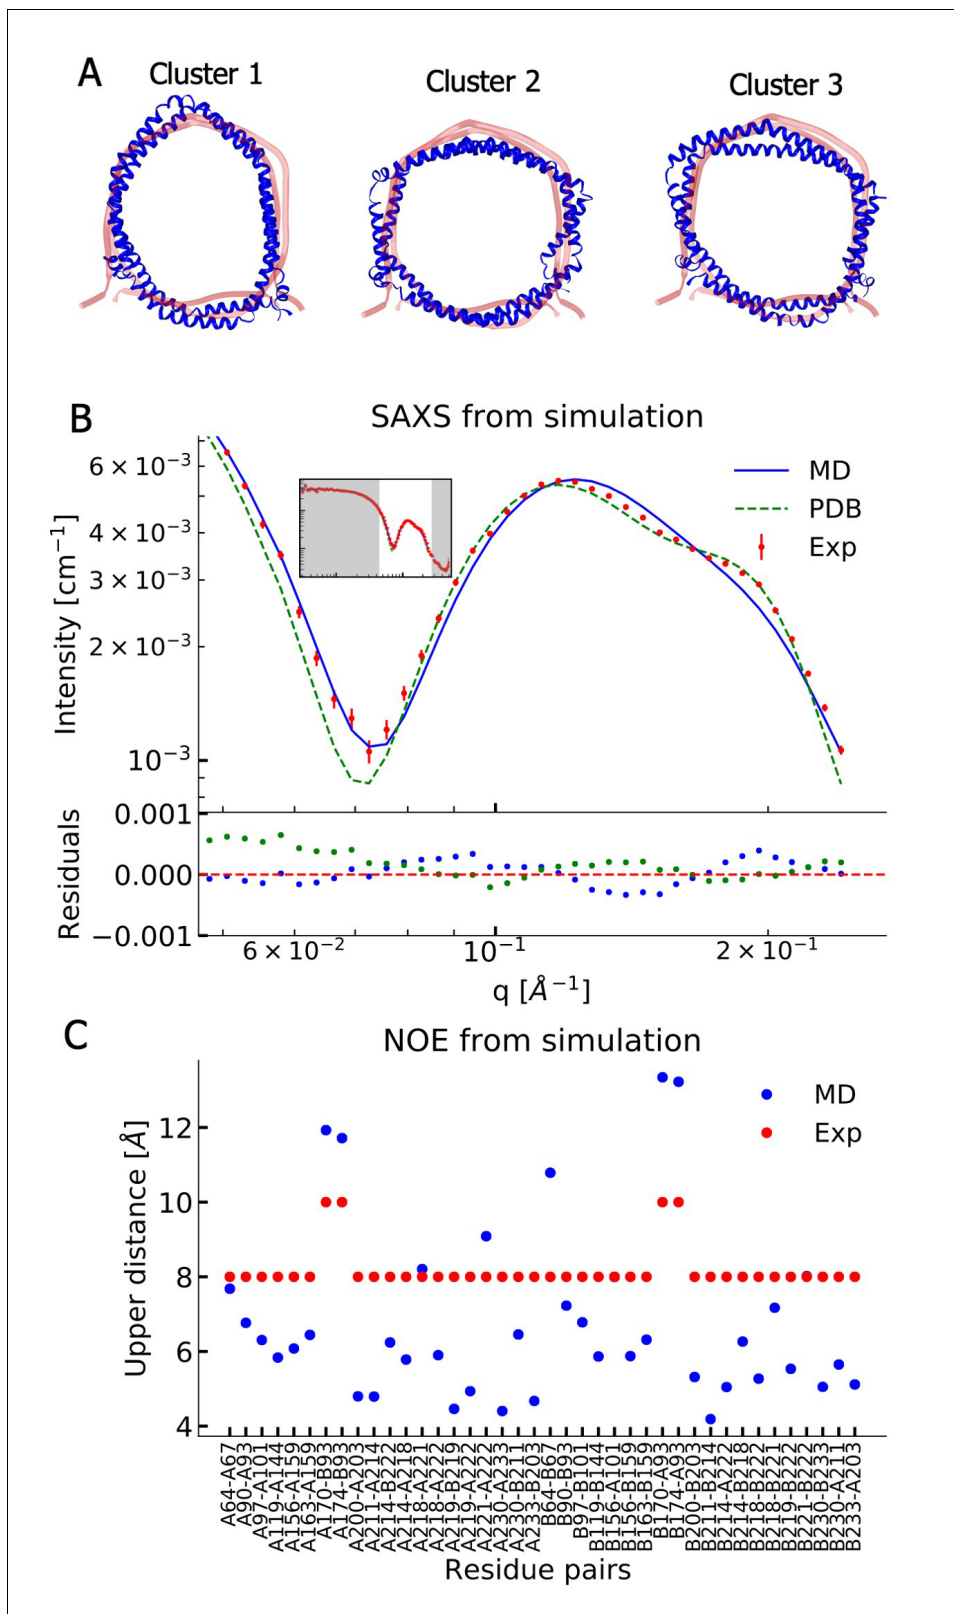 A
Cluster 1
Cluster 2
Cluster 3
B
SAXS from simulation
Intensity [cm⁻¹]
6 × 10⁻³
4 × 10⁻³
3 × 10⁻³
2 × 10⁻³
10⁻³
MD
PDB
Exp
Residuals
0.001
0.000
−0.001
6 × 10⁻²
10⁻¹
2 × 10⁻¹
q [Å⁻¹]
C
NOE from simulation
Upper distance [Å]
12
10
8
6
4
MD
Exp
A64-A67
A90-A93
A97-A101
A119-A144
A156-A159
A163-A159
A170-B93
A174-B93
A200-A203
A211-A214
A214-B222
A214-A218
A218-A221
A218-A222
A219-B219
A219-A222
A221-A222
A230-A233
A230-B211
A233-B203
B64-B67
B90-B93
B97-B101
B119-B144
B156-A101
B156-B159
B163-B159
B170-A93
B174-A93
B200-B203
B211-B214
B214-A222
B214-B218
B218-B222
B218-B221
B219-B222
B221-B222
B230-B233
B230-A211
B233-A203
Residue pairs